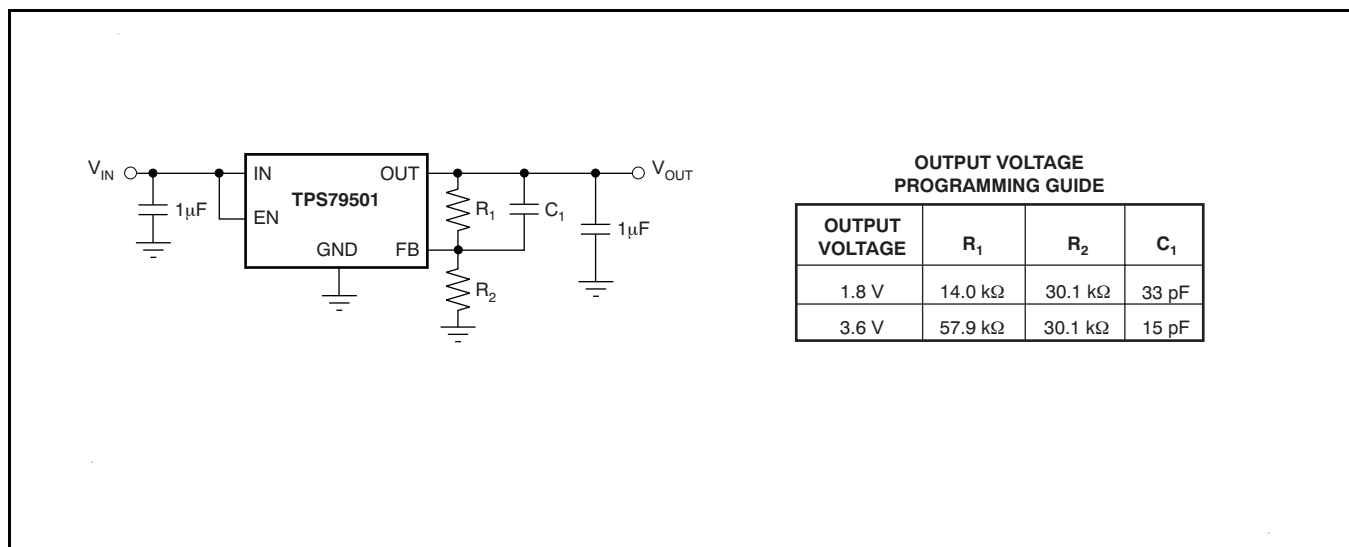 V_IN
IN
OUT
V_OUT
TPS79501
1μF
EN
R_1
C_1
1μF
GND
FB
R_2
OUTPUT VOLTAGE
PROGRAMMING GUIDE
OUTPUT
VOLTAGE
R_1
R_2
C_1
1.8 V
14.0 kΩ
30.1 kΩ
33 pF
3.6 V
57.9 kΩ
30.1 kΩ
15 pF